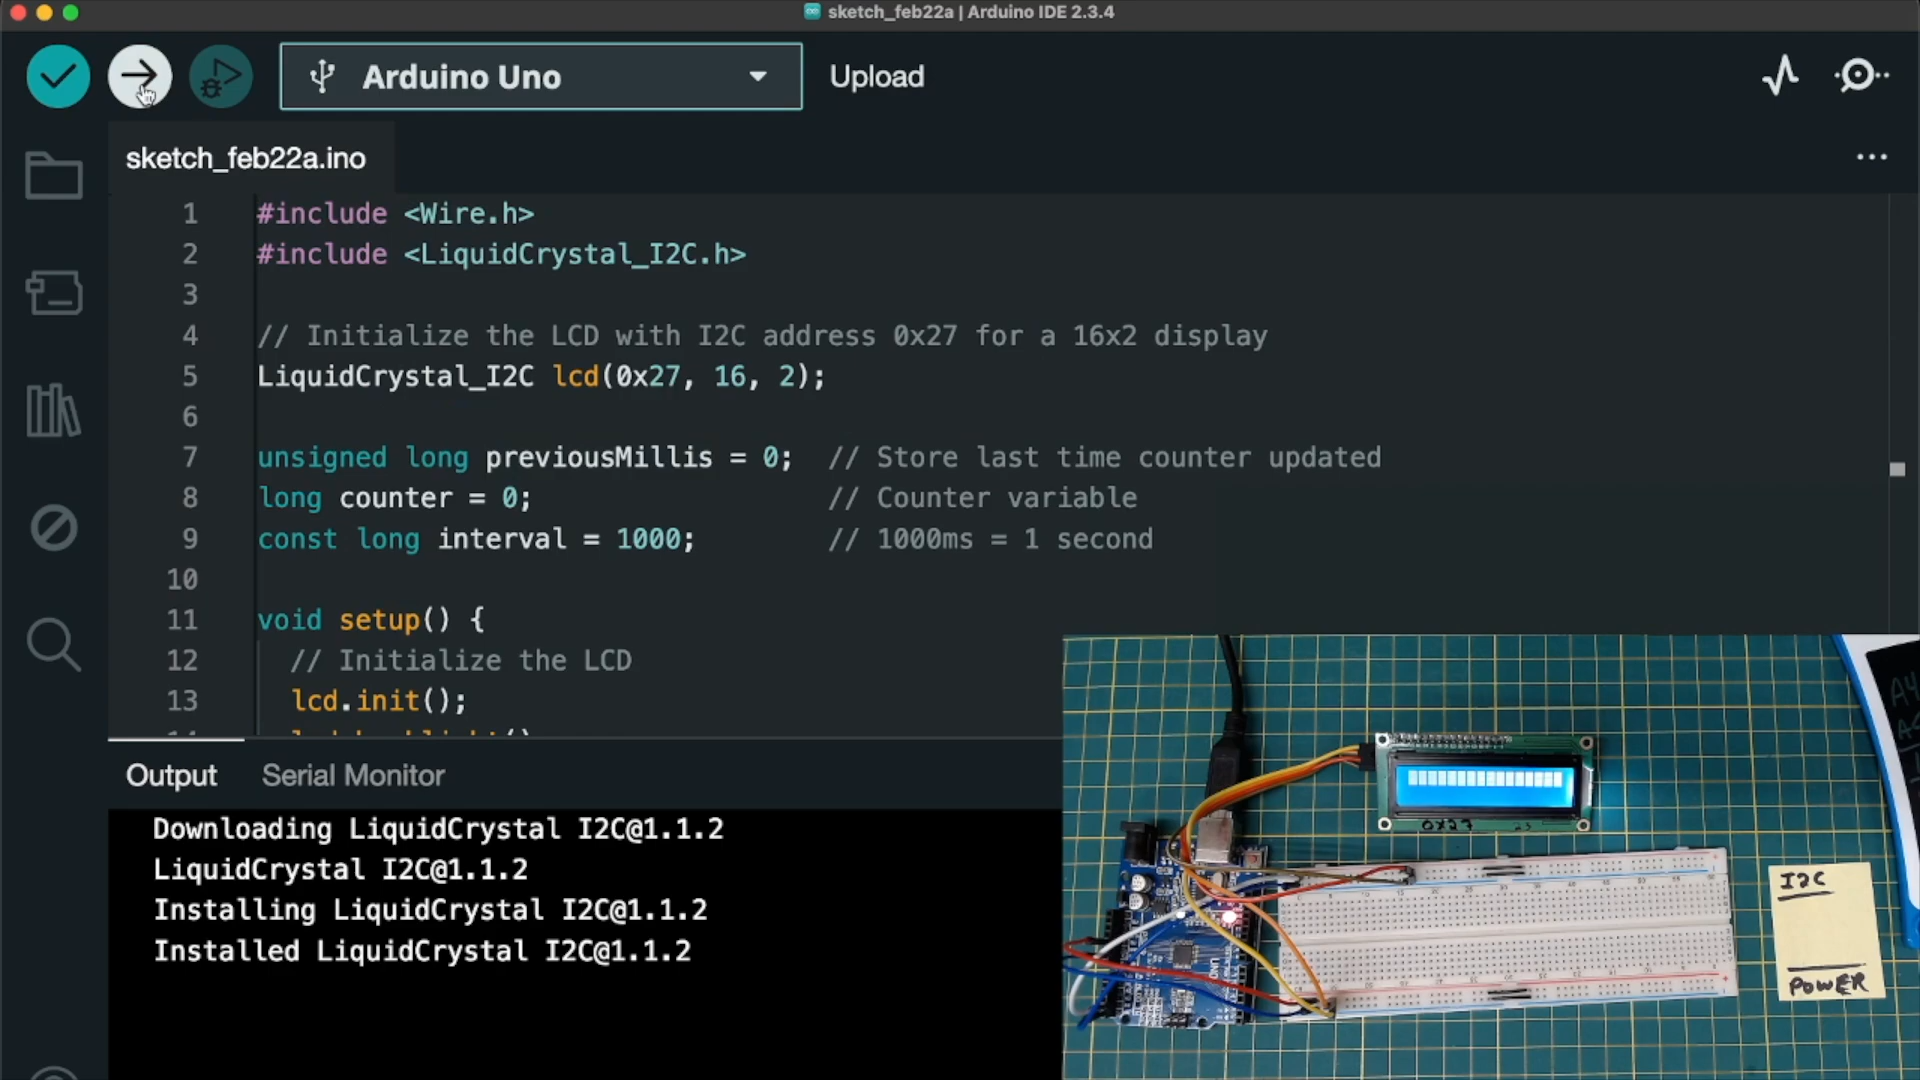 sketch_feb22a | Arduino IDE 2.3.4
Arduino Uno
Upload
sketch_feb22a.ino
1 #include <Wire.h>
2 #include <LiquidCrystal_I2C.h>
3
4 // Initialize the LCD with I2C address 0x27 for a 16x2 display
5 LiquidCrystal_I2C lcd(0x27, 16, 2);
6
7 unsigned long previousMillis = 0; // Store last time counter updated
8 long counter = 0; // Counter variable
9 const long interval = 1000; // 1000ms = 1 second
10
11 void setup() {
12 // Initialize the LCD
13 lcd.init();
Output Serial Monitor
Downloading LiquidCrystal I2C@1.1.2
LiquidCrystal I2C@1.1.2
Installing LiquidCrystal I2C@1.1.2
Installed LiquidCrystal I2C@1.1.2
0x27
UNO
I2C
POWER
A4